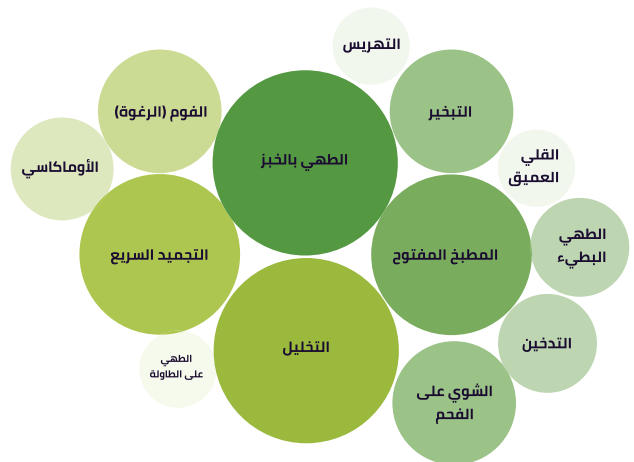 التهريس
التبخير
الفوم (الرغوة)
الطهي بالخبز
القلي
العميق
الأوماكاسي
الطهي
البطيء
المطبخ المفتوح
التجميد السريع
التدخين
التخليل
الطهي
على الطاولة
الشوي على
الفحم